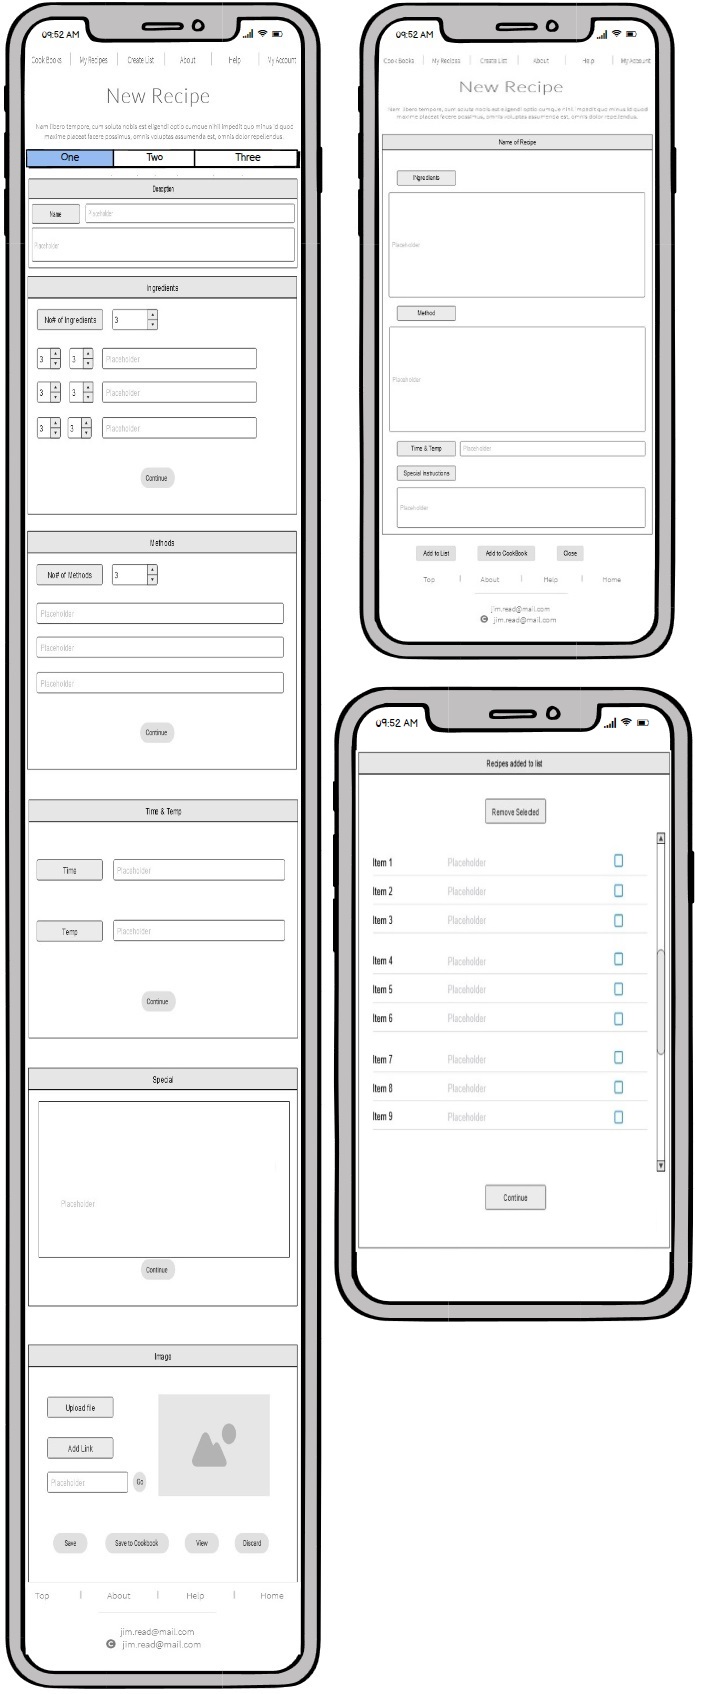 09:52 AM
Cook Books My Recipes Create List About Help My Account
New Recipe
Nam libero tempore, cum soluta nobis est eligendi optio cumque nihil impedit quo minus id quod
maxime placeat facere possimus, omnis voluptas assumenda est, omnis dolor repellendus.
One Two Three
Description
Name Placeholder
Placeholder
Ingredients
No# of Ingredients 3
3 3 Placeholder
3 3 Placeholder
3 3 Placeholder
Continue
Methods
No# of Methods 3
Placeholder
Placeholder
Placeholder
Continue
Time & Temp
Time Placeholder
Temp Placeholder
Continue
Special
Placeholder
Continue
Image
Upload file
Add Link
Placeholder Go
Save Save to Cookbook View Discard
Top | About | Help | Home
jim.read@mail.com
© jim.read@mail.com
09:52 AM
Cook Books My Recipes Create List About Help My Account
New Recipe
Nam libero tempore, cum soluta nobis est eligendi optio cumque nihil impedit quo minus id quod
maxime placeat facere possimus, omnis voluptas assumenda est, omnis dolor repellendus.
Name of Recipe
Ingredients
Placeholder
Method
Placeholder
Time & Temp Placeholder
Special Instructions
Placeholder
Add to List Add to CookBook Close
Top | About | Help | Home
jim.read@mail.com
© jim.read@mail.com
09:52 AM
Recipes added to list
Remove Selected
Item 1 Placeholder
Item 2 Placeholder
Item 3 Placeholder
Item 4 Placeholder
Item 5 Placeholder
Item 6 Placeholder
Item 7 Placeholder
Item 8 Placeholder
Item 9 Placeholder
Continue